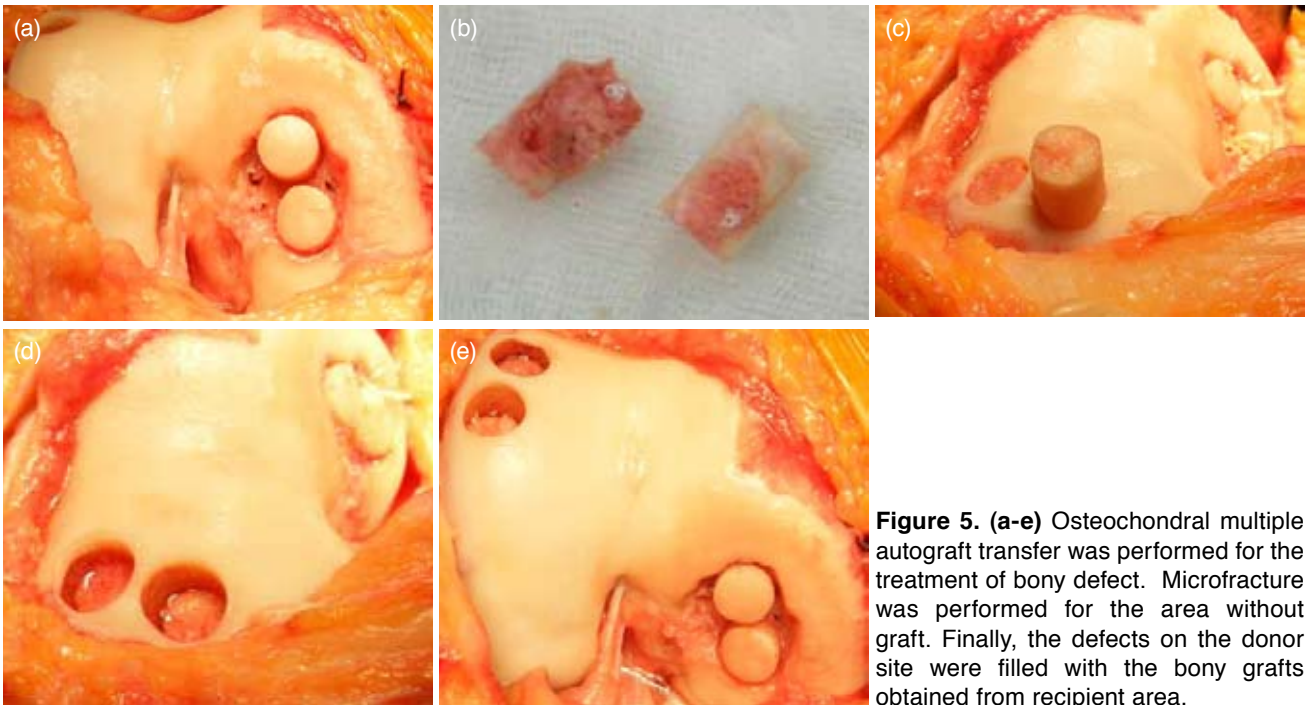 (a)
(b)
(c)
(d)
(e)
Figure 5. (a-e) Osteochondral multiple
autograft transfer was performed for the
treatment of bony defect. Microfracture
was performed for the area without
graft. Finally, the defects on the donor
site were filled with the bony grafts
obtained from recipient area.